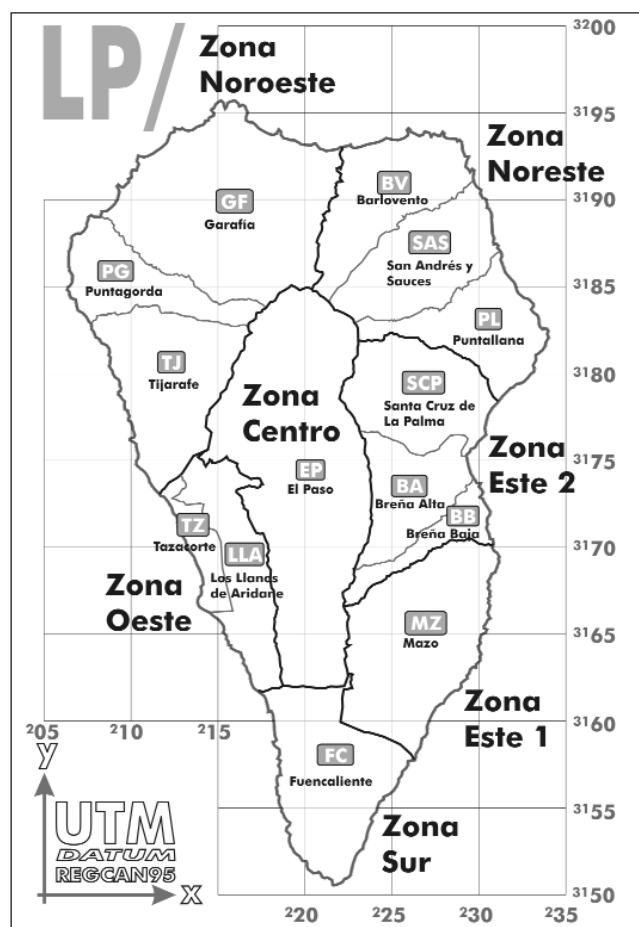 LP/
Zona
Noroeste
³²00
³¹95
Zona
Noreste
³¹90
GF
Garafía
BV
Barlovento
SAS
San Andrés y
Sauces
PG
Puntagorda
³¹85
PL
Puntallana
TJ
Tijarafe
³¹80
SCP
Santa Cruz de
La Palma
Zona
Centro
EP
El Paso
³¹75
Zona
Este 2
BA
Breña Alta
BB
Breña Baja
TZ
Tazacorte
LLA
Los Llanas
de Aridane
³¹70
Zona
Oeste
MZ
Mazo
³¹65
Zona
Este 1
²05
²10
²15
³¹60
FC
Fuencaliente
³¹55
Zona
Sur
y
UTM
DATUM
REGCAN95
x
³¹50
²20
²25
²30
²35